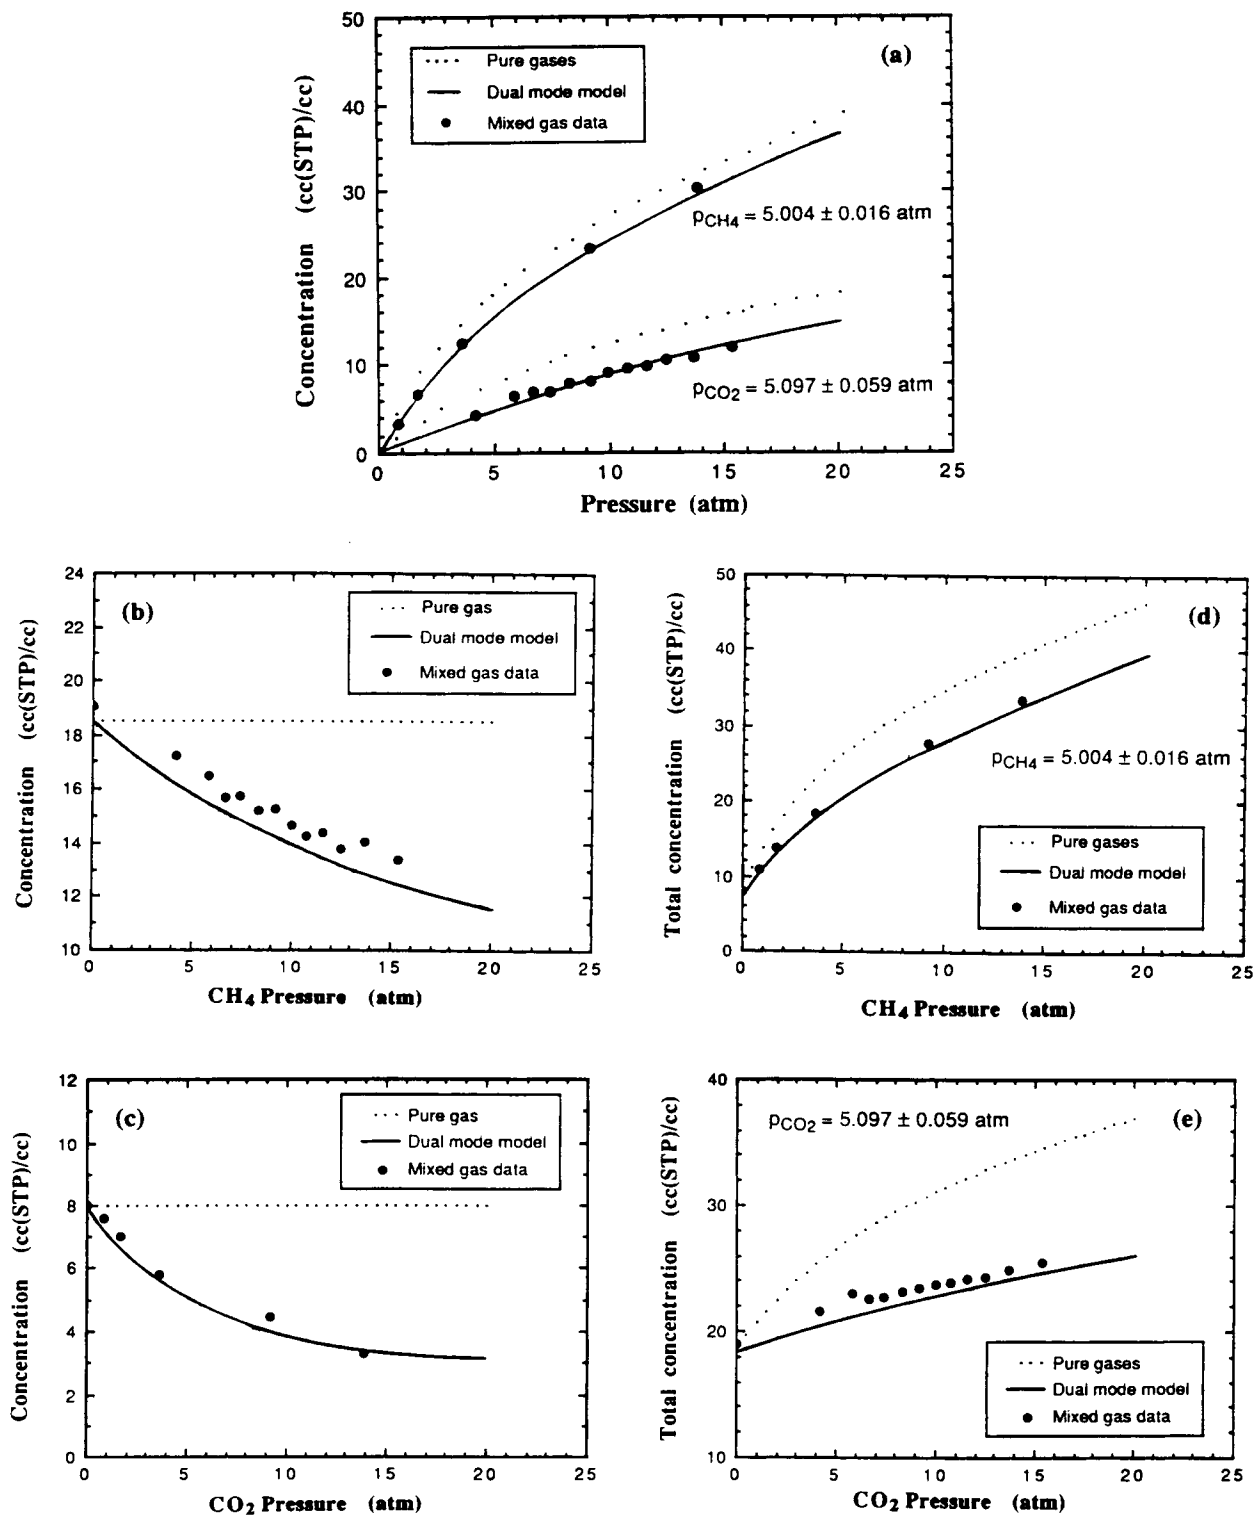 50
40
30
20
10
0
Concentration (cc(STP)/cc)
(a)
Pure gases
Dual mode model
Mixed gas data
pCH4 = 5.004 ± 0.016 atm
pCO2 = 5.097 ± 0.059 atm
0 5 10 15 20 25
Pressure (atm)
24
22
20
18
16
14
12
10
Concentration (cc(STP)/cc)
(b)
Pure gas
Dual mode model
Mixed gas data
0 5 10 15 20 25
CH4 Pressure (atm)
50
40
30
20
10
0
Total concentration (cc(STP)/cc)
(d)
pCH4 = 5.004 ± 0.016 atm
Pure gases
Dual mode model
Mixed gas data
0 5 10 15 20 25
CH4 Pressure (atm)
12
10
8
6
4
2
0
Concentration (cc(STP)/cc)
(c)
Pure gas
Dual mode model
Mixed gas data
0 5 10 15 20 25
CO2 Pressure (atm)
40
30
20
10
Total concentration (cc(STP)/cc)
pCO2 = 5.097 ± 0.059 atm
(e)
Pure gases
Dual mode model
Mixed gas data
0 5 10 15 20 25
CO2 Pressure (atm)